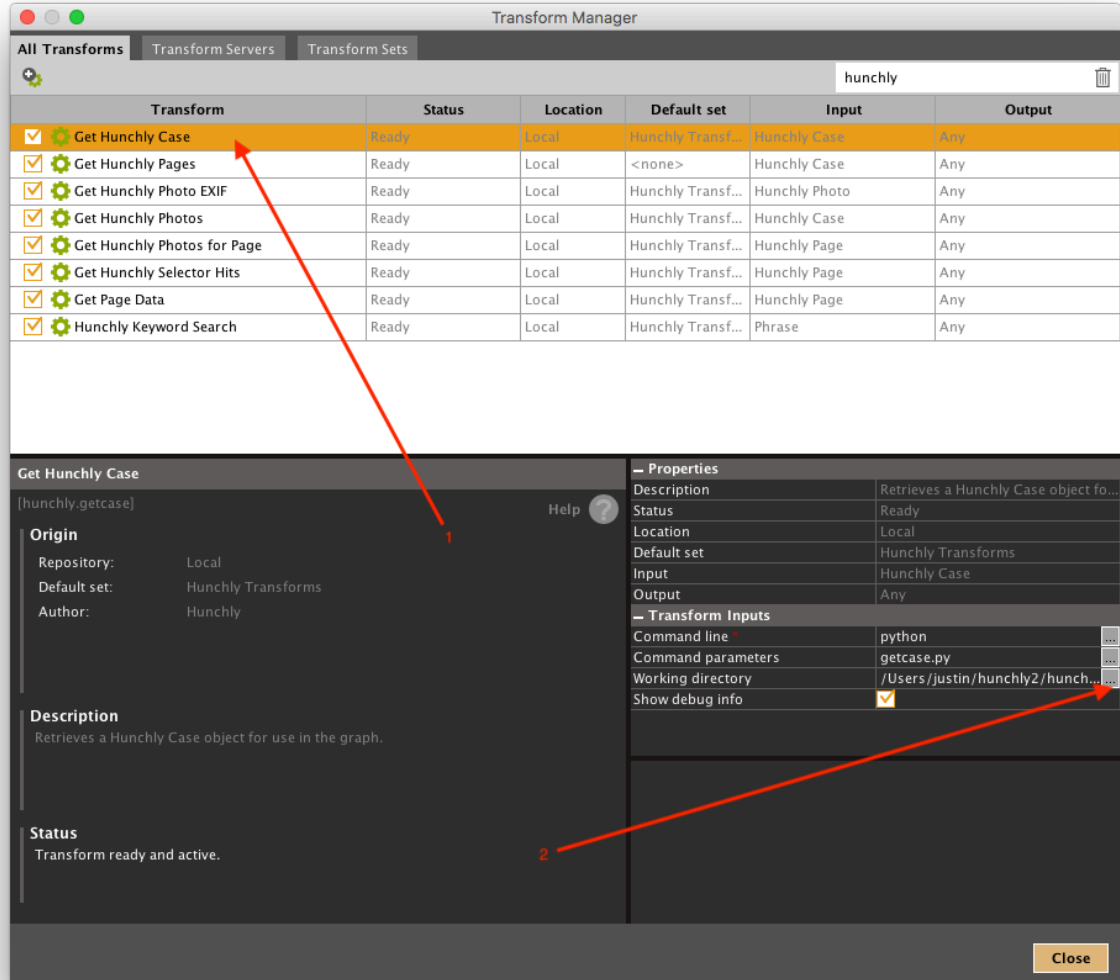 Transform Manager
All Transforms Transform Servers Transform Sets
hunchly
Transform Status Location Default set Input Output
Get Hunchly Case Ready Local Hunchly Transf... Hunchly Case Any
Get Hunchly Pages Ready Local <none> Hunchly Case Any
Get Hunchly Photo EXIF Ready Local Hunchly Transf... Hunchly Photo Any
Get Hunchly Photos Ready Local Hunchly Transf... Hunchly Case Any
Get Hunchly Photos for Page Ready Local Hunchly Transf... Hunchly Page Any
Get Hunchly Selector Hits Ready Local Hunchly Transf... Hunchly Page Any
Get Page Data Ready Local Hunchly Transf... Hunchly Page Any
Hunchly Keyword Search Ready Local Hunchly Transf... Phrase Any
Get Hunchly Case
[hunchly.getcase]
Help ?
Origin
Repository: Local
Default set: Hunchly Transforms
Author: Hunchly
1
Description
Retrieves a Hunchly Case object for use in the graph.
Status
Transform ready and active.
2
Properties
Description Retrieves a Hunchly Case object fo...
Status Ready
Location Local
Default set Hunchly Transforms
Input Hunchly Case
Output Any
Transform Inputs
Command line * python ...
Command parameters getcase.py ...
Working directory /Users/justin/hunchly2/hunch... ...
Show debug info
Close